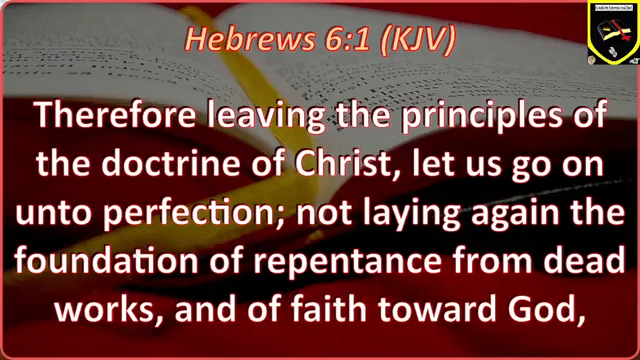 Hebrews 6:1 (KJV)
Therefore leaving the principles of
the doctrine of Christ, let us go on
unto perfection; not laying again the
foundation of repentance from dead
works, and of faith toward God,